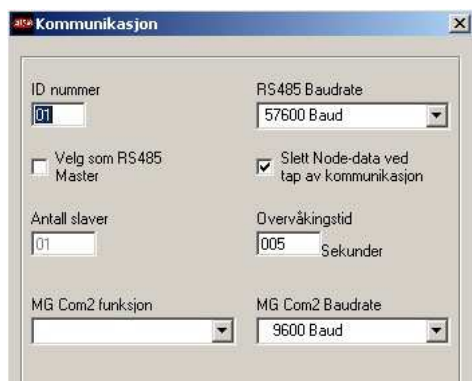 Kommunikasjon
ID nummer
01
RS485 Baudrate
57600 Baud
Velg som RS485
Master
Slett Node-data ved
tap av kommunikasjon
Antall slaver
01
Overvåkingstid
005 Sekunder
MG Com2 funksjon
MG Com2 Baudrate
9600 Baud